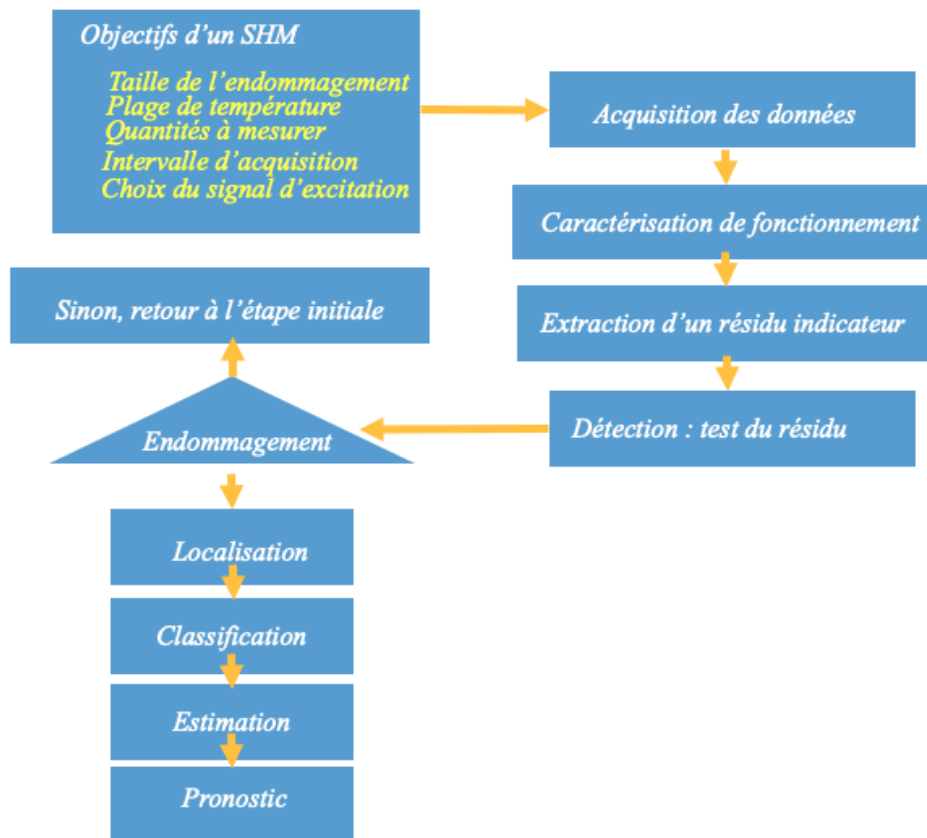 Objectifs d’un SHM
Taille de l’endommagement
Plage de température
Quantités à mesurer
Intervalle d’acquisition
Choix du signal d’excitation
Acquisition des données
Caractérisation de fonctionnement
Extraction d’un résidu indicateur
Détection : test du résidu
Endommagement
Sinon, retour à l’étape initiale
Localisation
Classification
Estimation
Pronostic